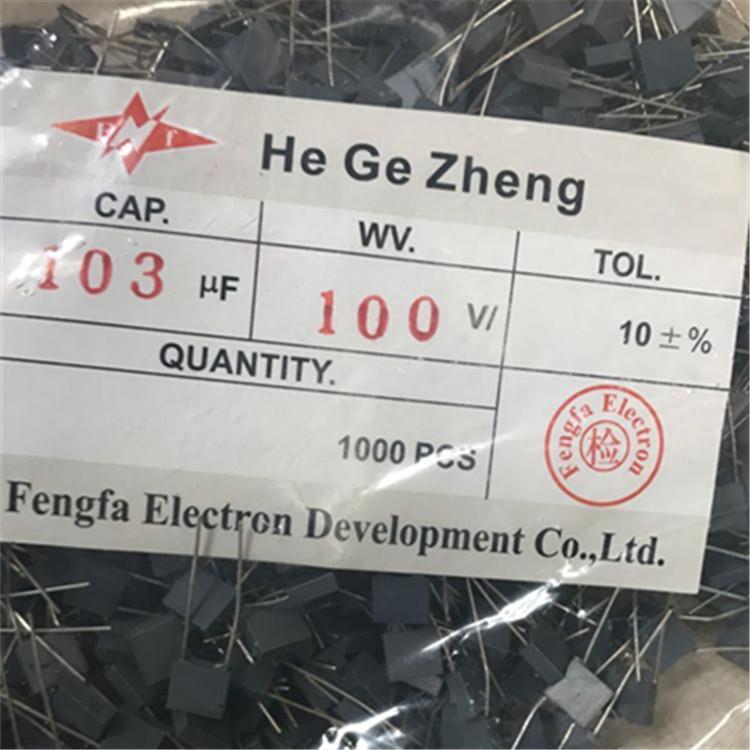 F F
He Ge Zheng
CAP.
WV.
TOL.
103 μF
100 V/
10 ±%
QUANTITY.
1000 PCS
Fengfa Electron
检
Fengfa Electron Development Co.,Ltd.